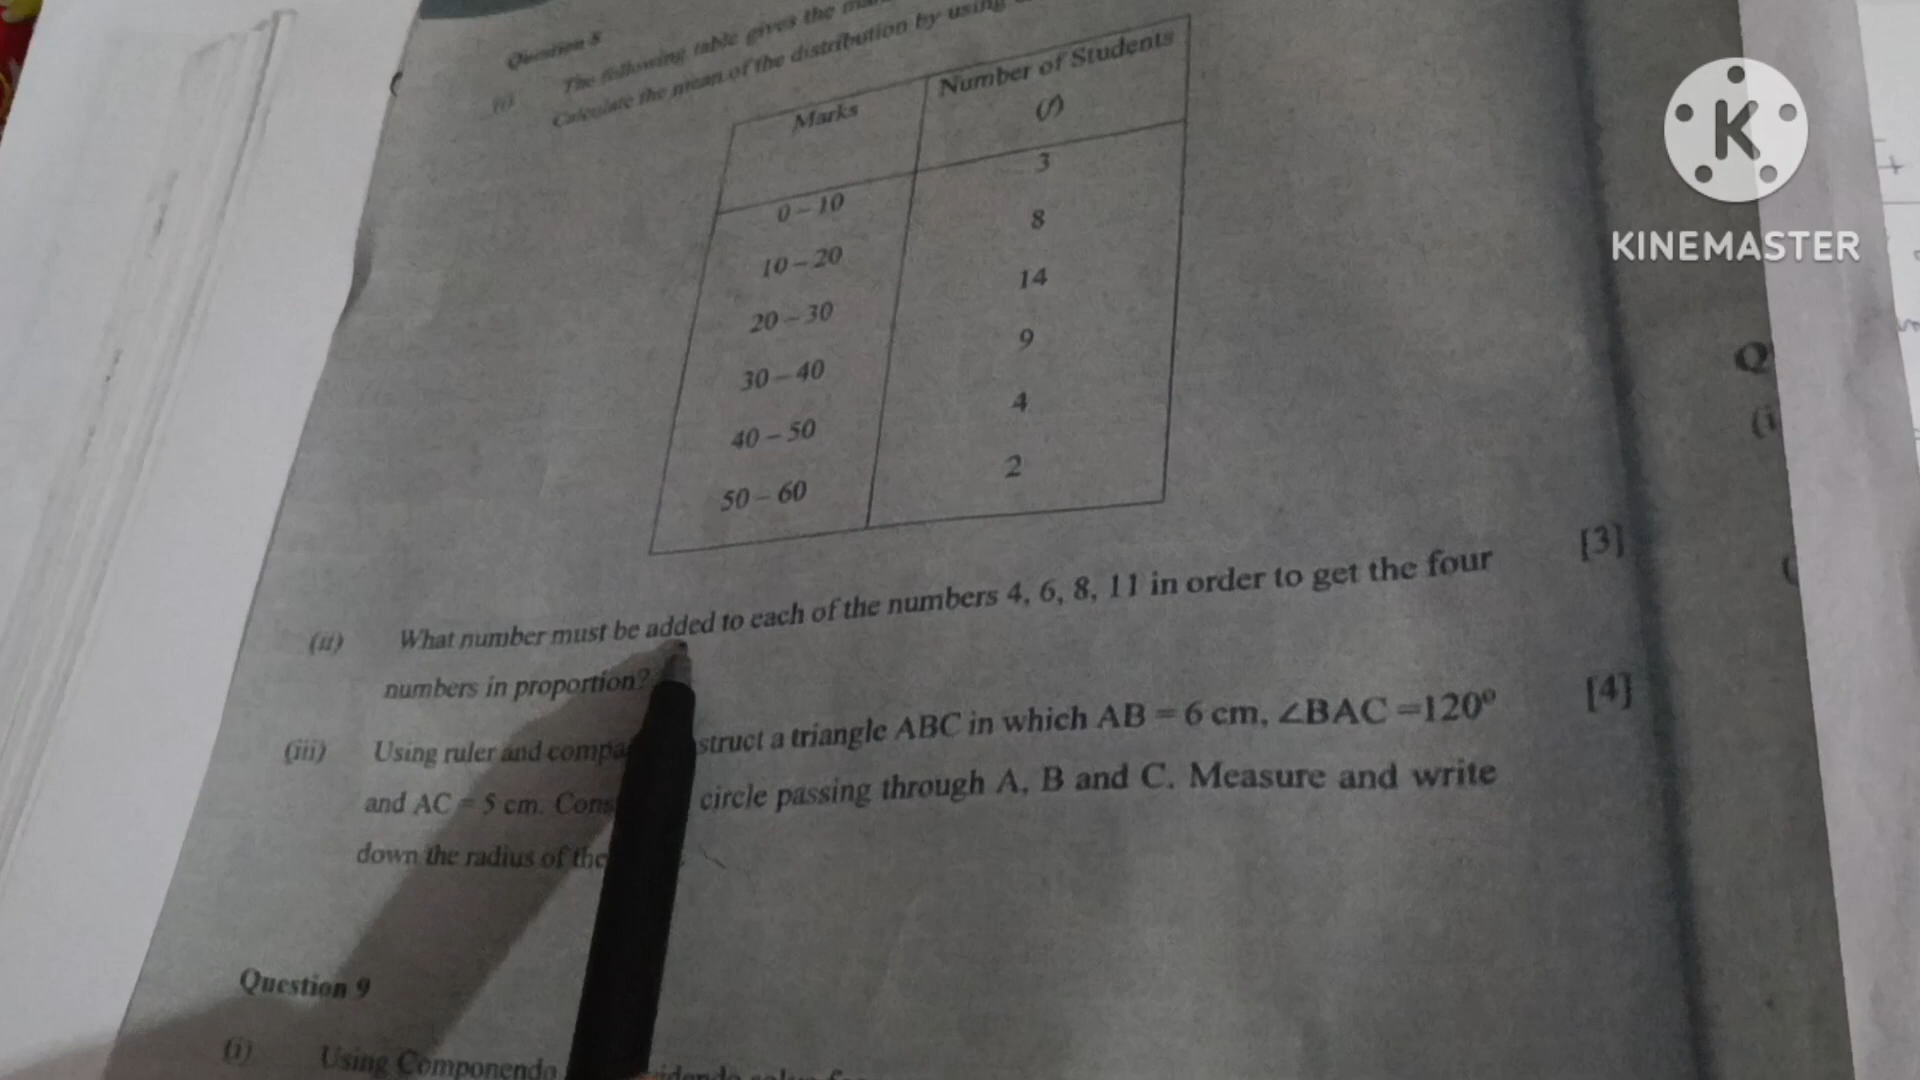 Question 8
(i) The following table gives the
Calculate the mean of the distribution by using
Marks Number of Students
(f)
0 – 10 3
10 – 20 8
20 – 30 14
30 – 40 9
40 – 50 4
50 – 60 2
(ii) What number must be added to each of the numbers 4, 6, 8, 11 in order to get the four [3]
numbers in proportion?
(iii) Using ruler and compa struct a triangle ABC in which AB = 6 cm, ∠BAC =120° [4]
and AC = 5 cm. Cons circle passing through A, B and C. Measure and write
down the radius of the
Question 9
(i) Using Componendo
Q
(i
K
KINEMASTER